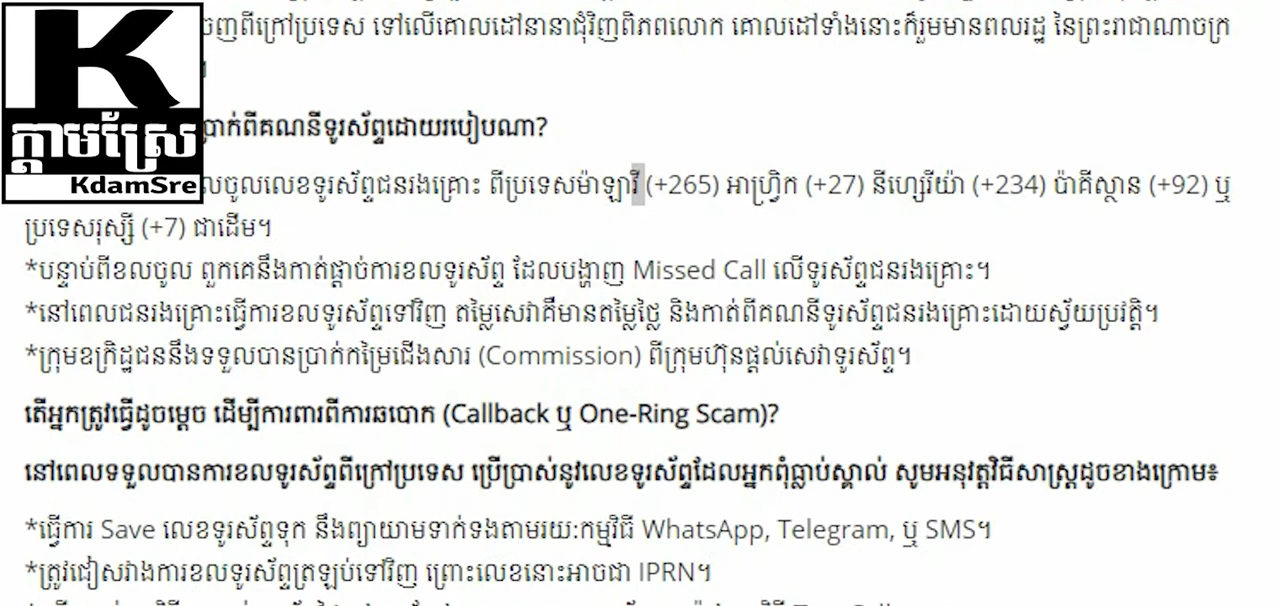 ចេញពីក្រៅប្រទេស ទៅលើគោលដៅនានាជុំវិញពិភពលោក គោលដៅទាំងនោះក៏រួមមានពលរដ្ឋ នៃព្រះរាជាណាចក្រ
K
ក្តាមស្រែ
KdamSre
ប្រាក់ពីគណនីទូរស័ព្ទដោយរបៀបណា?
លចូលលេខទូរស័ព្ទជនរងគ្រោះ ពីប្រទេសម៉ាឡាវី (+265) អាហ្វ្រិក (+27) នីហ្សេរីយ៉ា (+234) ប៉ាគីស្ថាន (+92) ឬ
ប្រទេសរុស្ស៊ី (+7) ជាដើម។
*បន្ទាប់ពីខលចូល ពួកគេនឹងកាត់ផ្តាច់ការខលទូរស័ព្ទ ដែលបង្ហាញ Missed Call លើទូរស័ព្ទជនរងគ្រោះ។
*នៅពេលជនរងគ្រោះធ្វើការខលទូរស័ព្ទទៅវិញ តម្លៃសេវាគឺមានតម្លៃថ្លៃ និងកាត់ពីគណនីទូរស័ព្ទជនរងគ្រោះដោយស្វ័យប្រវត្តិ។
*ក្រុមឧក្រិដ្ឋជននឹងទទួលបានប្រាក់កម្រៃជើងសារ (Commission) ពីក្រុមហ៊ុនផ្តល់សេវាទូរស័ព្ទ។
តើអ្នកត្រូវធ្វើដូចម្តេច ដើម្បីការពារពីការឆបោក (Callback ឬ One-Ring Scam)?
នៅពេលទទួលបានការខលទូរស័ព្ទពីក្រៅប្រទេស ប្រើប្រាស់នូវលេខទូរស័ព្ទដែលអ្នកពុំធ្លាប់ស្គាល់ សូមអនុវត្តវិធីសាស្ត្រដូចខាងក្រោម៖
*ធ្វើការ Save លេខទូរស័ព្ទទុក នឹងព្យាយាមទាក់ទងតាមរយៈកម្មវិធី WhatsApp, Telegram, ឬ SMS។
*ត្រូវជៀសវាងការខលទូរស័ព្ទត្រឡប់ទៅវិញ ព្រោះលេខនោះអាចជា IPRN។